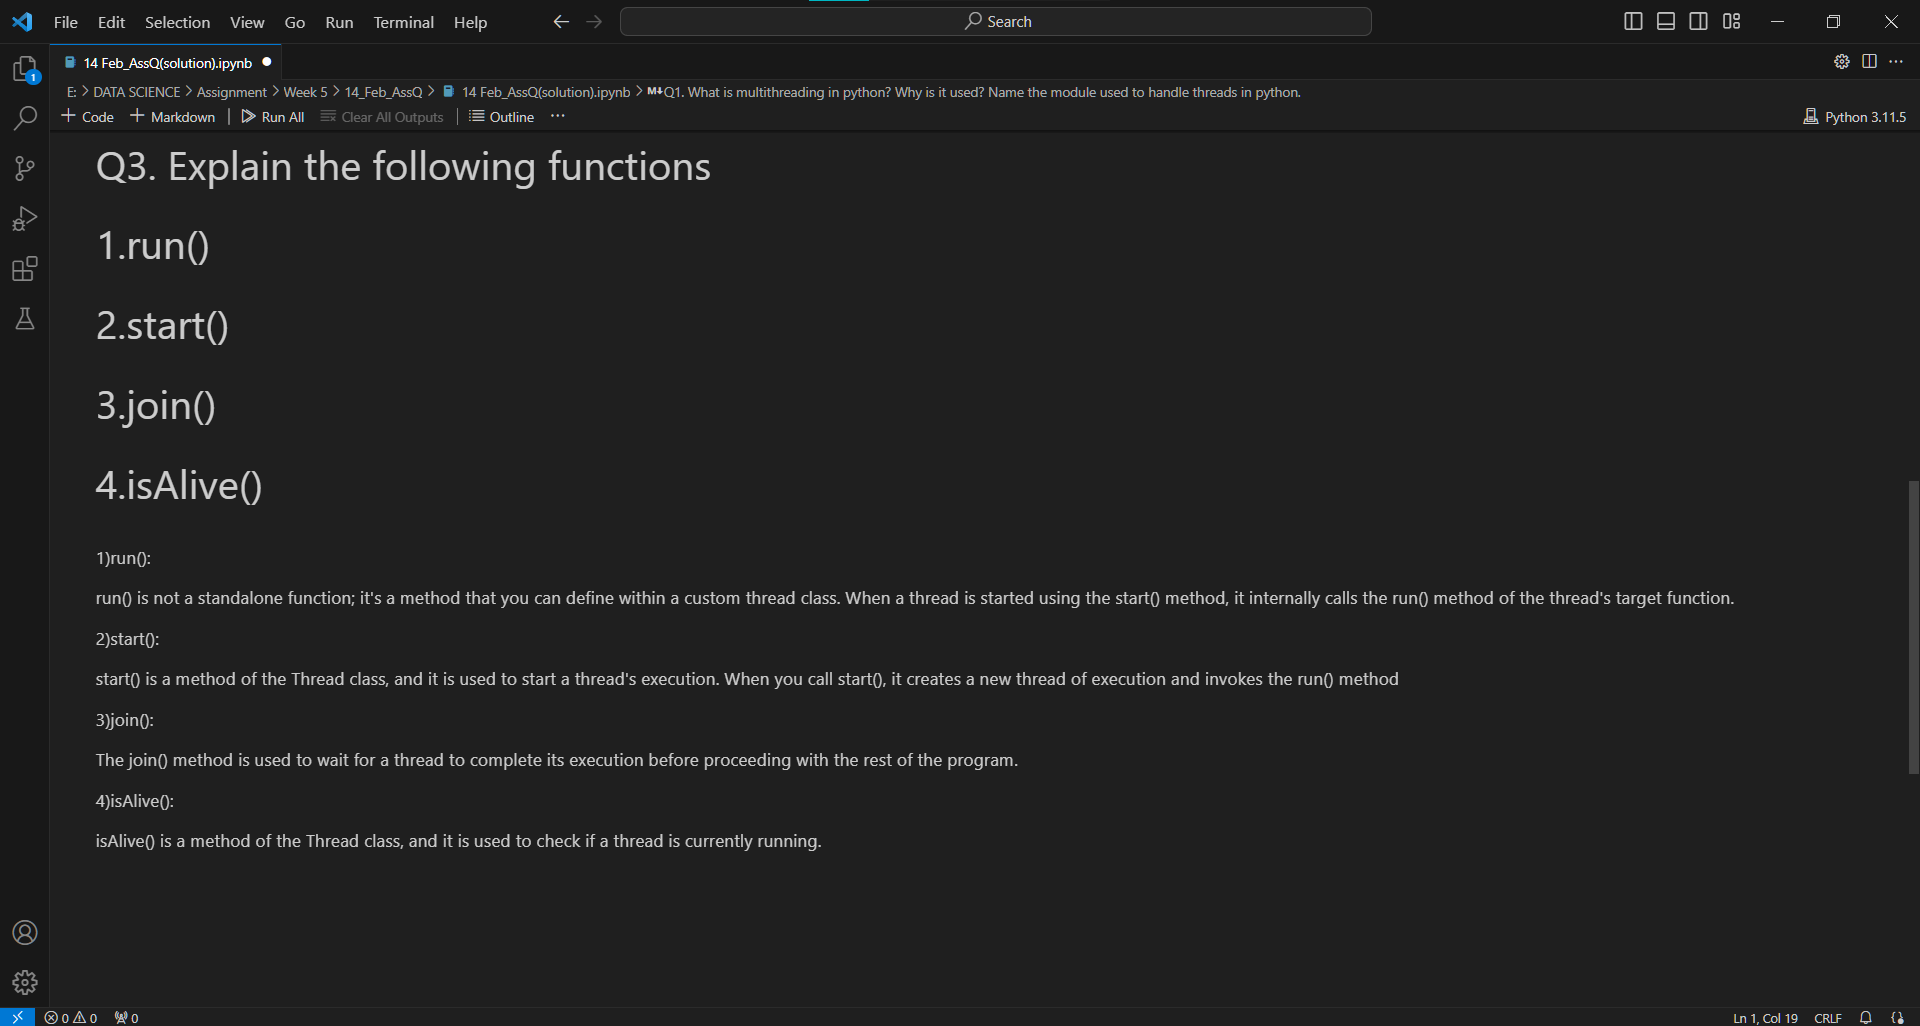 File Edit Selection View Go Run Terminal Help Search
1
14 Feb_AssQ(solution).ipynb
E: > DATA SCIENCE > Assignment > Week 5 > 14_Feb_AssQ > 14 Feb_AssQ(solution).ipynb > M↓Q1. What is multithreading in python? Why is it used? Name the module used to handle threads in python.
+ Code + Markdown | Run All Clear All Outputs | Outline ... Python 3.11.5
Q3. Explain the following functions
1.run()
2.start()
3.join()
4.isAlive()
1)run():
run() is not a standalone function; it's a method that you can define within a custom thread class. When a thread is started using the start() method, it internally calls the run() method of the thread's target function.
2)start():
start() is a method of the Thread class, and it is used to start a thread's execution. When you call start(), it creates a new thread of execution and invokes the run() method
3)join():
The join() method is used to wait for a thread to complete its execution before proceeding with the rest of the program.
4)isAlive():
isAlive() is a method of the Thread class, and it is used to check if a thread is currently running.
0 0 0 Ln 1, Col 19 CRLF